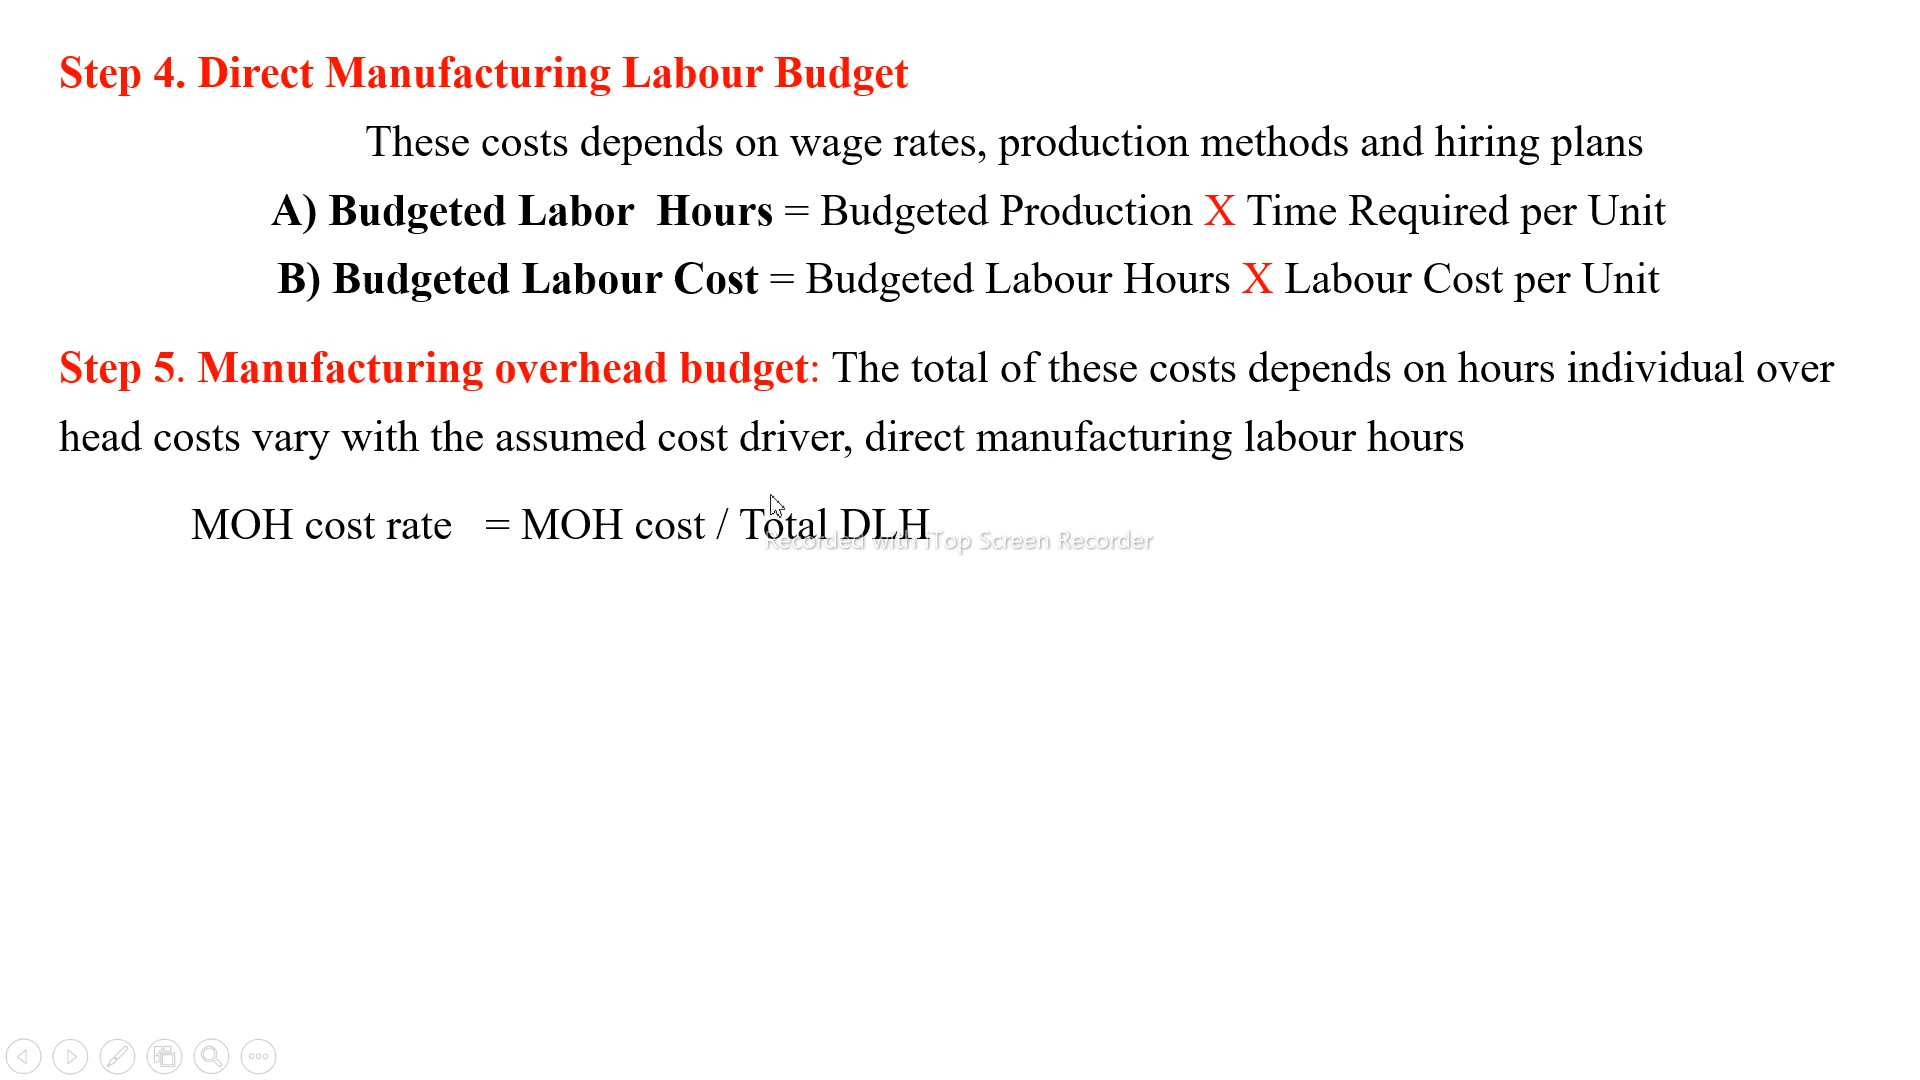 Step 4. Direct Manufacturing Labour Budget
These costs depends on wage rates, production methods and hiring plans
A) Budgeted Labor  Hours = Budgeted Production X Time Required per Unit
B) Budgeted Labour Cost = Budgeted Labour Hours X Labour Cost per Unit
Step 5. Manufacturing overhead budget: The total of these costs depends on hours individual over
head costs vary with the assumed cost driver, direct manufacturing labour hours
MOH cost rate   = MOH cost / Total DLH
Recorded with iTop Screen Recorder